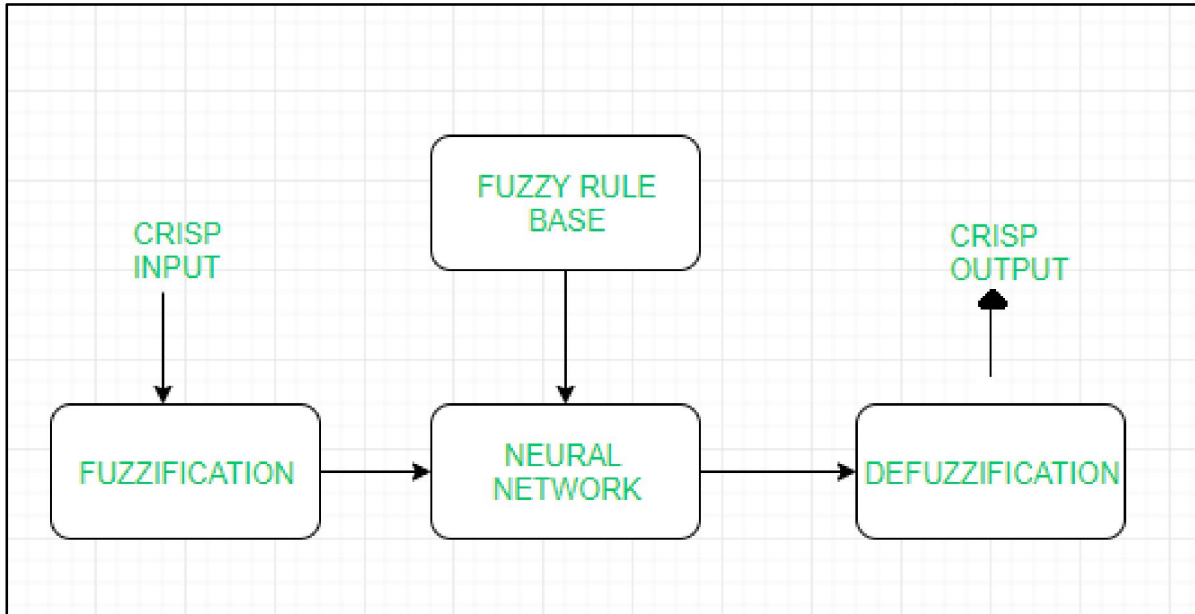 FUZZY RULE
BASE
CRISP
INPUT
CRISP
OUTPUT
FUZZIFICATION
NEURAL
NETWORK
DEFUZZIFICATION